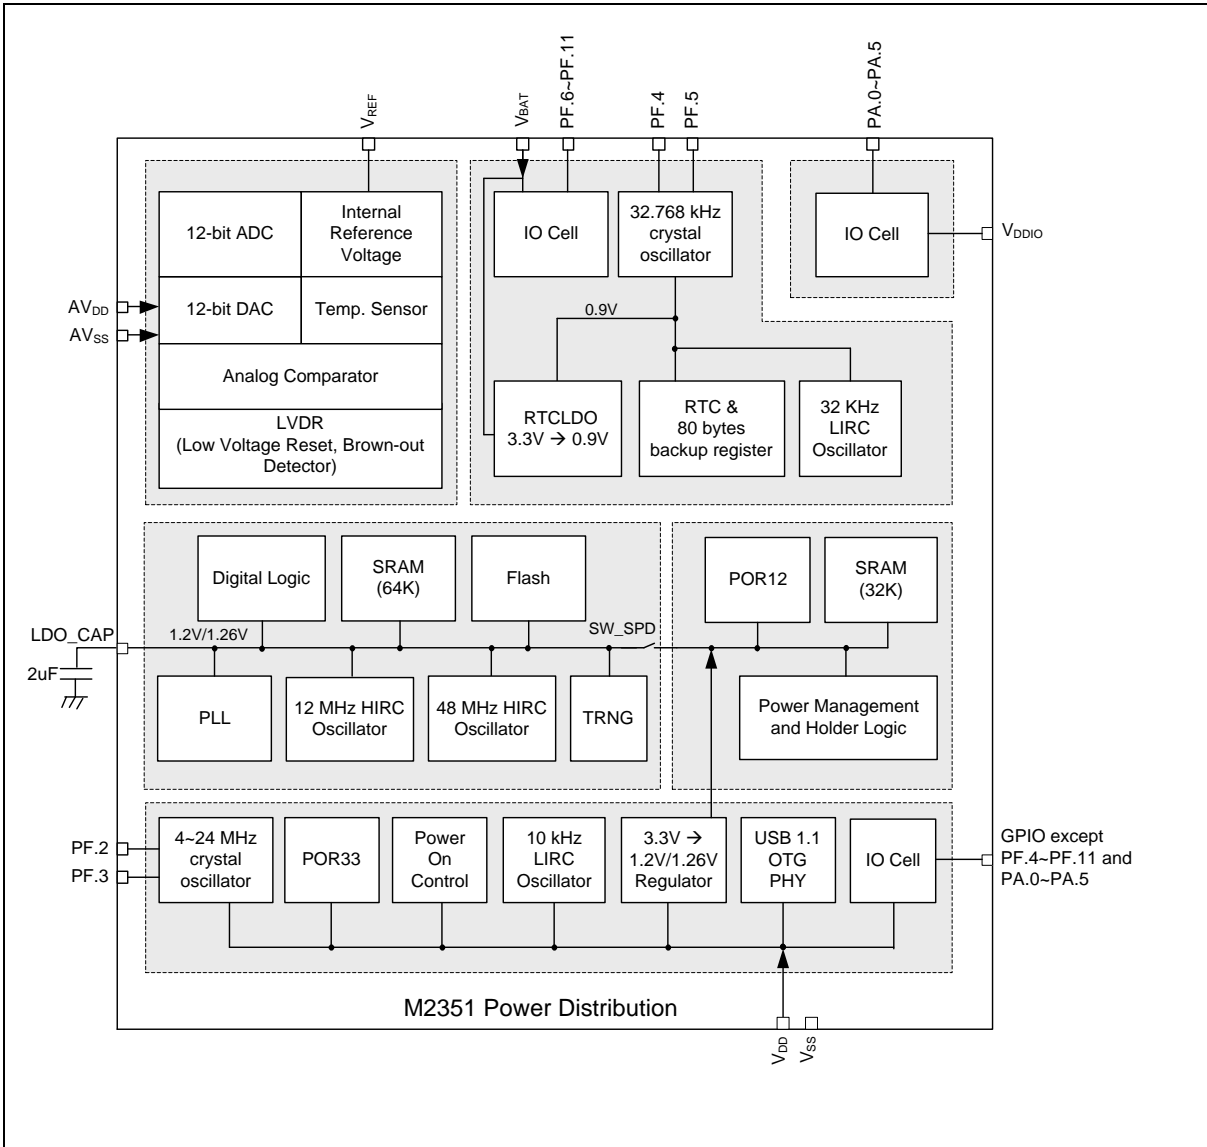 VREF
VBAT
PF.6~PF.11
PF.4
PF.5
PA.0~PA.5
12-bit ADC
Internal
Reference
Voltage
IO Cell
32.768 kHz
crystal
oscillator
IO Cell
VDDIO
AVDD
AVSS
12-bit DAC
Temp. Sensor
0.9V
Analog Comparator
LVDR
(Low Voltage Reset, Brown-out
Detector)
RTCLDO
3.3V → 0.9V
RTC &
80 bytes
backup register
32 KHz
LIRC
Oscillator
Digital Logic
SRAM
(64K)
Flash
POR12
SRAM
(32K)
LDO_CAP
1.2V/1.26V
SW_SPD
2uF
PLL
12 MHz HIRC
Oscillator
48 MHz HIRC
Oscillator
TRNG
Power Management
and Holder Logic
PF.2
PF.3
4~24 MHz
crystal
oscillator
POR33
Power
On
Control
10 kHz
LIRC
Oscillator
3.3V →
1.2V/1.26V
Regulator
USB 1.1
OTG
PHY
IO Cell
GPIO except
PF.4~PF.11 and
PA.0~PA.5
M2351 Power Distribution
VDD
VSS